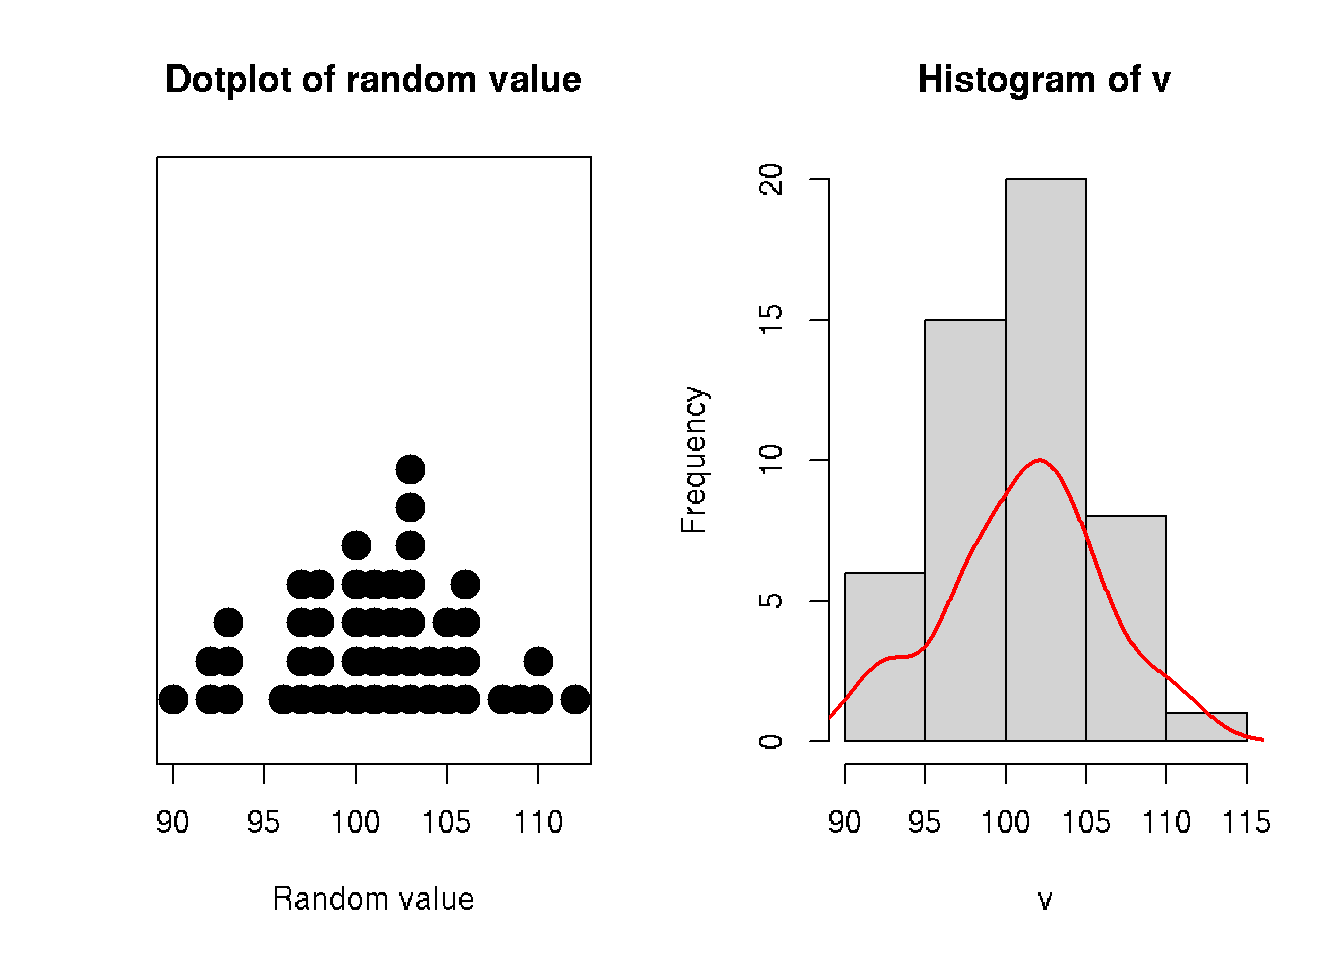 Dotplot of random value
90 95 100 105 110
Random value
Histogram of v
Frequency
20
15
10
5
0
90 95 100 105 110 115
v